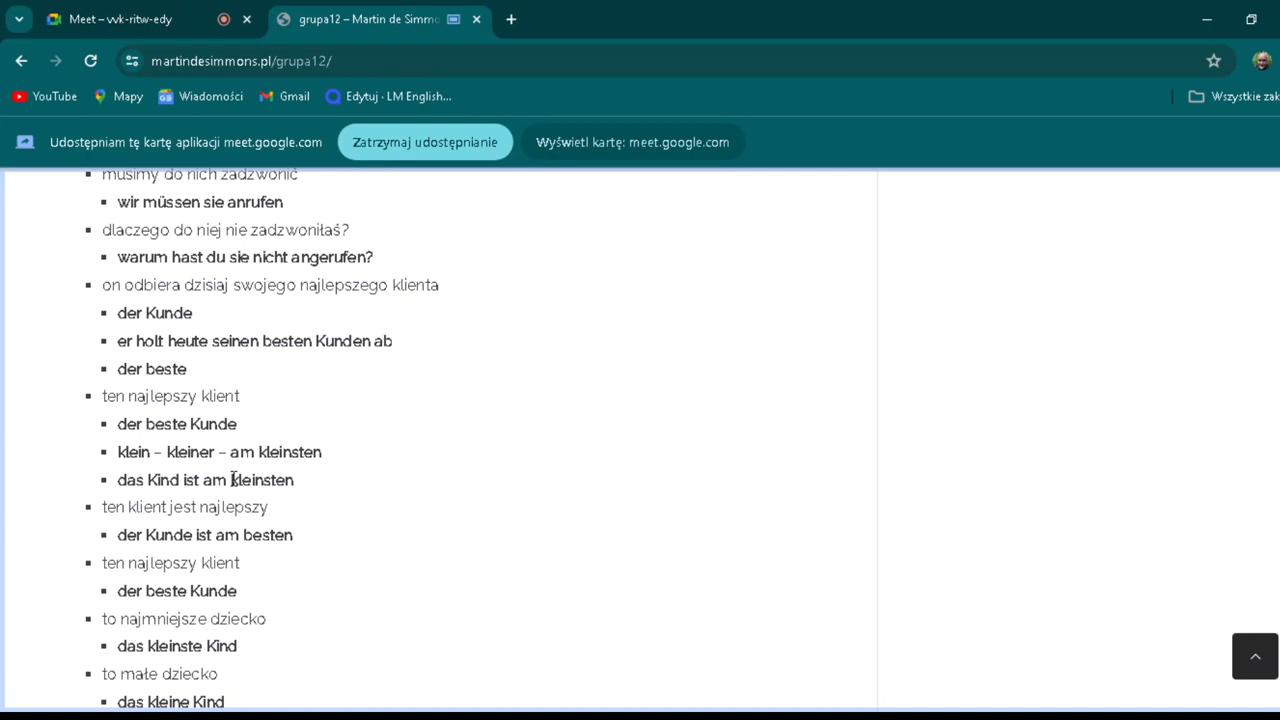 Meet – vvk-ritw-edy
grupa12 – Martin de Simmo
martindesimmons.pl/grupa12/
YouTube
Mapy
Wiadomości
Gmail
Edytuj · LM English...
Wszystkie zak
Udostępniam tę kartę aplikacji meet.google.com
Zatrzymaj udostępnianie
Wyświetl kartę: meet.google.com
musimy do nich zadzwonić
wir müssen sie anrufen
dlaczego do niej nie zadzwoniłaś?
warum hast du sie nicht angerufen?
on odbiera dzisiaj swojego najlepszego klienta
der Kunde
er holt heute seinen besten Kunden ab
der beste
ten najlepszy klient
der beste Kunde
klein – kleiner – am kleinsten
das Kind ist am kleinsten
ten klient jest najlepszy
der Kunde ist am besten
ten najlepszy klient
der beste Kunde
to najmniejsze dziecko
das kleinste Kind
to małe dziecko
das kleine Kind